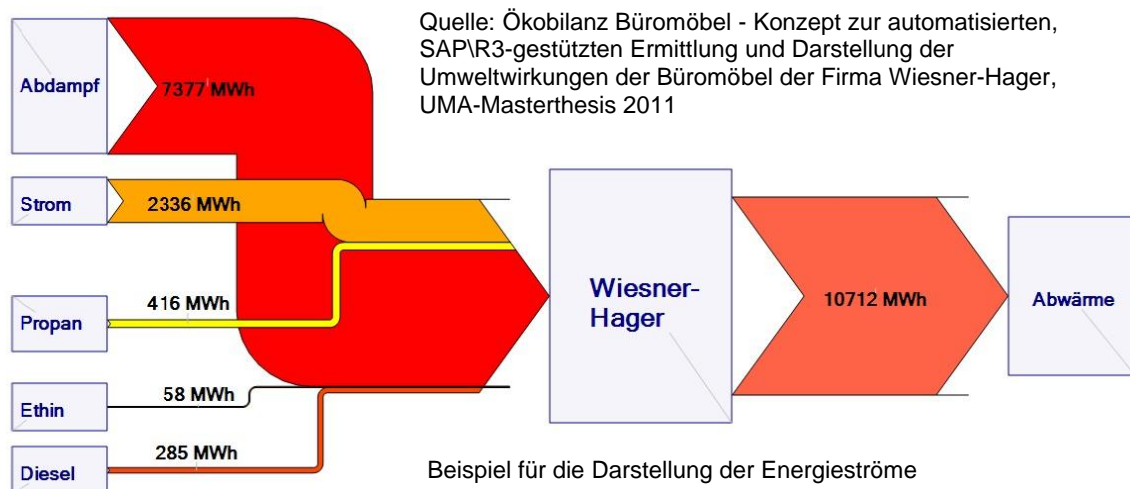 Quelle: Ökobilanz Büromöbel - Konzept zur automatisierten,
SAP\R3-gestützten Ermittlung und Darstellung der
Umweltwirkungen der Büromöbel der Firma Wiesner-Hager,
UMA-Masterthesis 2011
Abdampf
7377 MWh
Strom
2336 MWh
Propan
416 MWh
Ethin
58 MWh
Diesel
285 MWh
Wiesner-
Hager
10712 MWh
Abwärme
Beispiel für die Darstellung der Energieströme